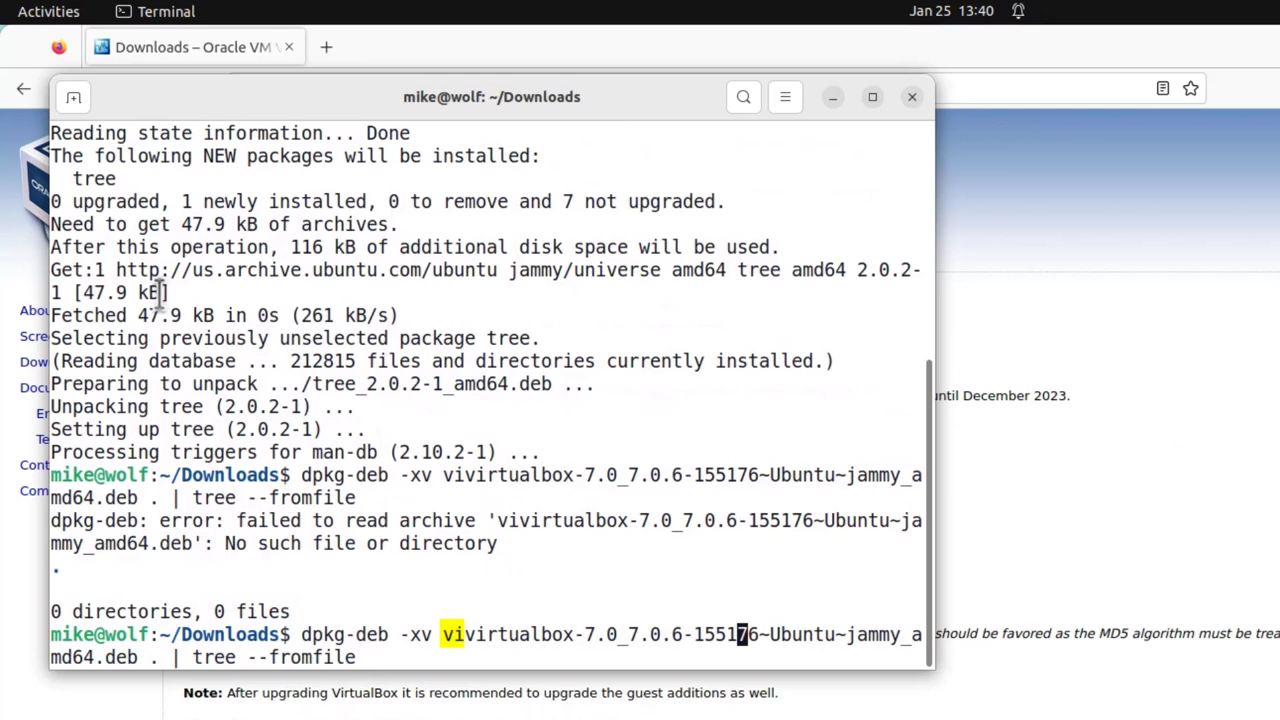 Activities Terminal Jan 25 13:40
Downloads – Oracle VM V
mike@wolf: ~/Downloads
Reading state information... Done
The following NEW packages will be installed:
tree
0 upgraded, 1 newly installed, 0 to remove and 7 not upgraded.
Need to get 47.9 kB of archives.
After this operation, 116 kB of additional disk space will be used.
Get:1 http://us.archive.ubuntu.com/ubuntu jammy/universe amd64 tree amd64 2.0.2-
1 [47.9 kB]
Fetched 47.9 kB in 0s (261 kB/s)
Selecting previously unselected package tree.
(Reading database ... 212815 files and directories currently installed.)
Preparing to unpack .../tree_2.0.2-1_amd64.deb ...
Unpacking tree (2.0.2-1) ...
Setting up tree (2.0.2-1) ...
Processing triggers for man-db (2.10.2-1) ...
mike@wolf:~/Downloads$ dpkg-deb -xv vivirtualbox-7.0_7.0.6-155176~Ubuntu~jammy_a
md64.deb . | tree --fromfile
dpkg-deb: error: failed to read archive 'vivirtualbox-7.0_7.0.6-155176~Ubuntu~ja
mmy_amd64.deb': No such file or directory
.
0 directories, 0 files
mike@wolf:~/Downloads$ dpkg-deb -xv vivirtualbox-7.0_7.0.6-155176~Ubuntu~jammy_a
md64.deb . | tree --fromfile
Abou
Scre
Dow
Docu
En
Te
Cont
Com
until December 2023.
should be favored as the MD5 algorithm must be trea
Note: After upgrading VirtualBox it is recommended to upgrade the guest additions as well.